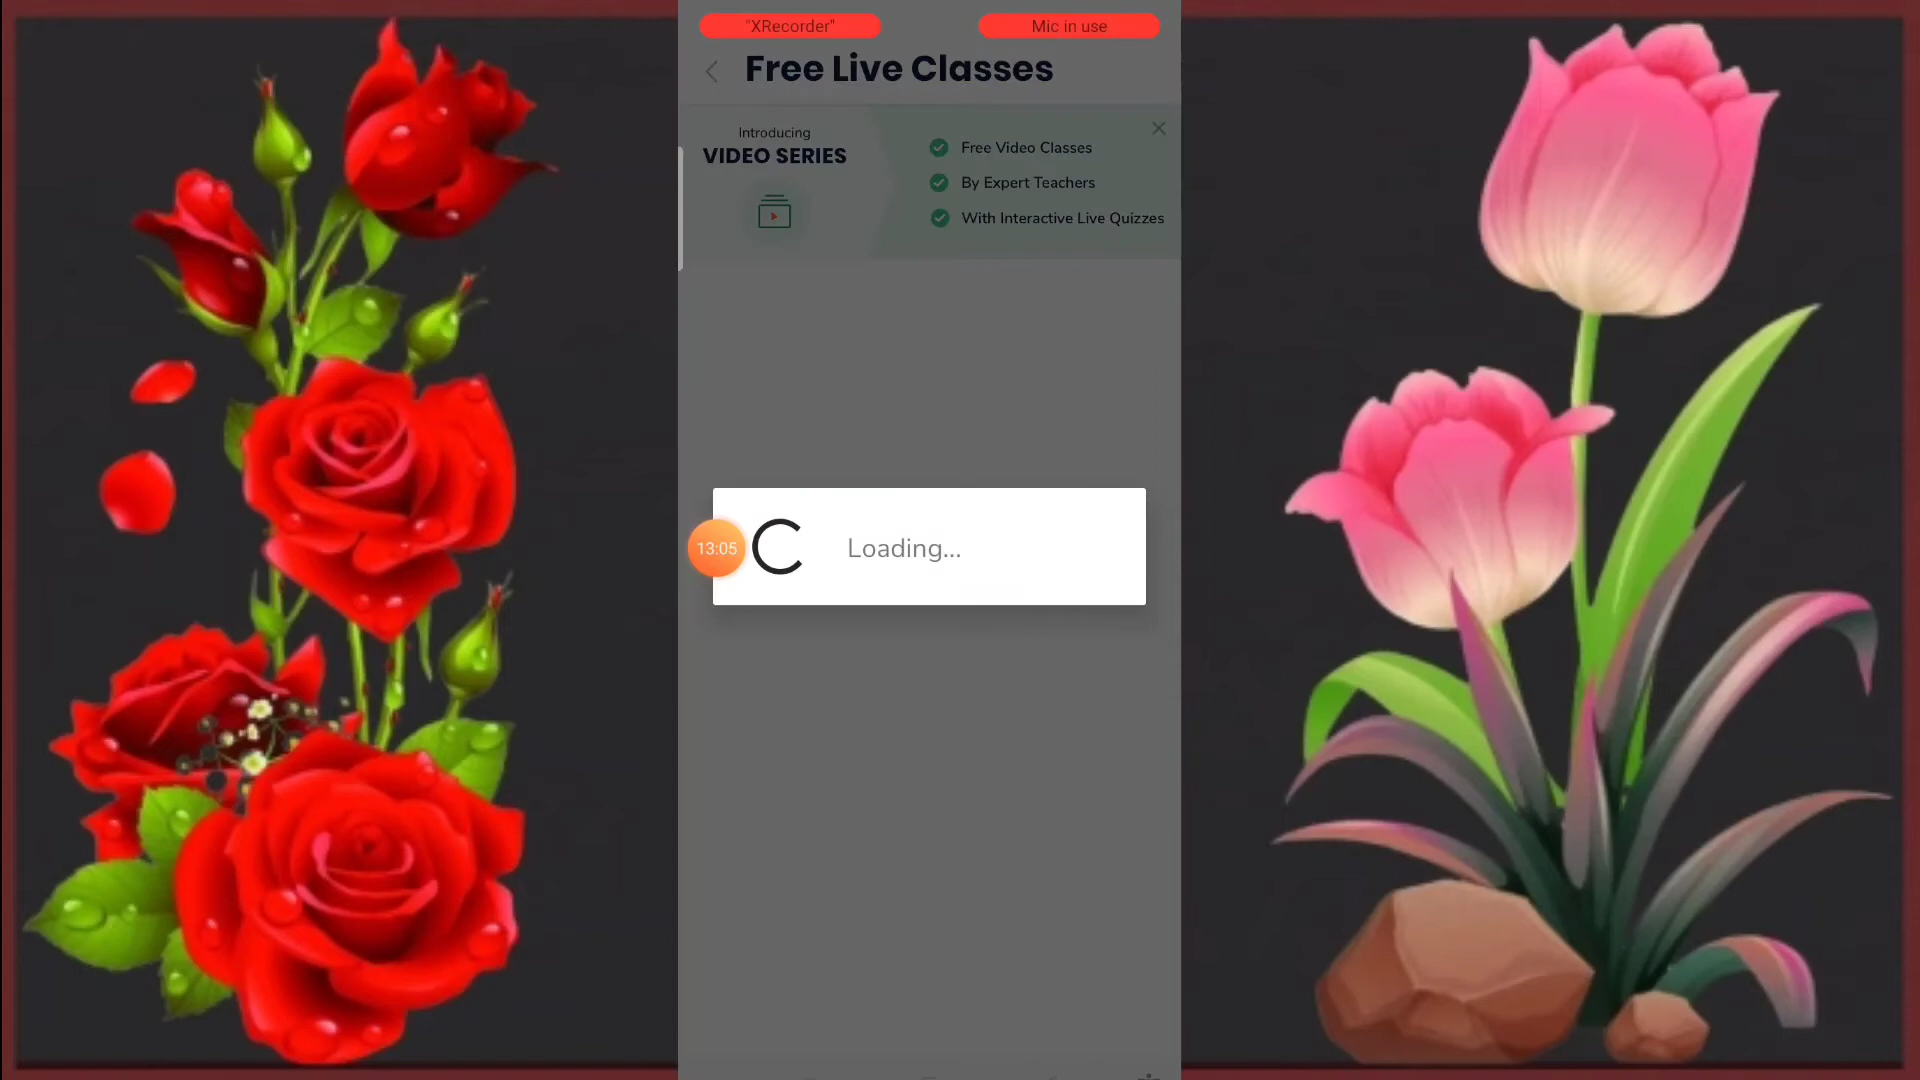 "XRecorder"
Mic in use
Free Live Classes
Introducing
VIDEO SERIES
Free Video Classes
By Expert Teachers
With Interactive Live Quizzes
13:05
Loading...